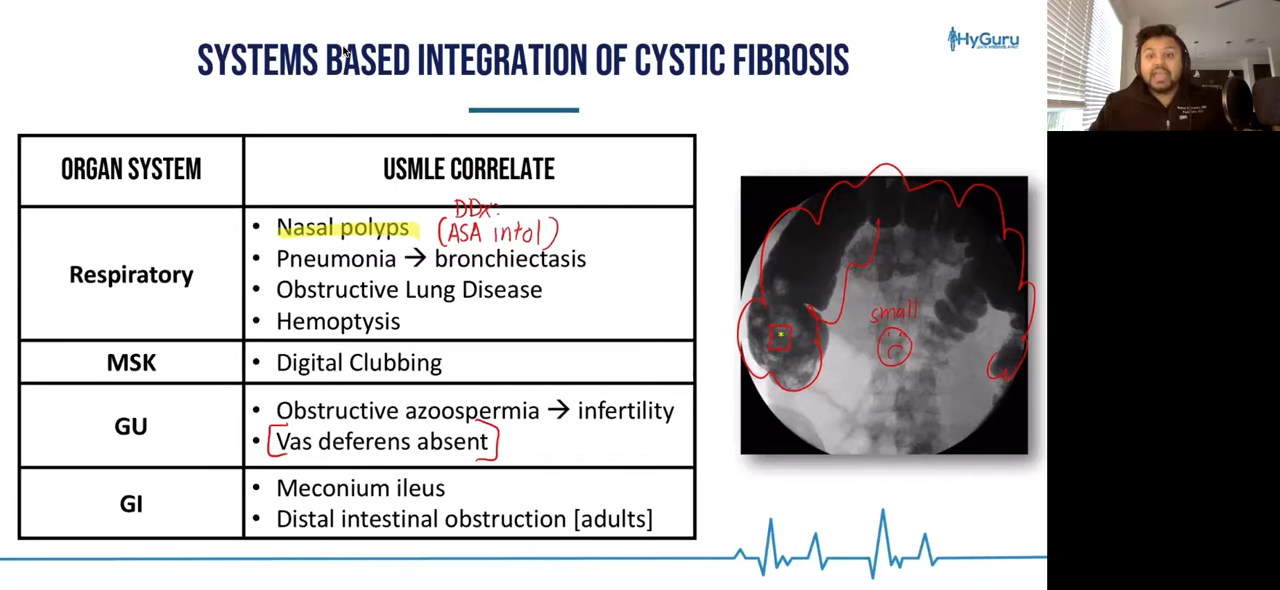 SYSTEMS BASED INTEGRATION OF CYSTIC FIBROSIS
HyGuru
ORGAN SYSTEM
USMLE CORRELATE
Respiratory
DDx:
• Nasal polyps (ASA intol)
• Pneumonia → bronchiectasis
• Obstructive Lung Disease
• Hemoptysis
MSK
• Digital Clubbing
GU
• Obstructive azoospermia → infertility
• [Vas deferens absent]
GI
• Meconium ileus
• Distal intestinal obstruction [adults]
small
*